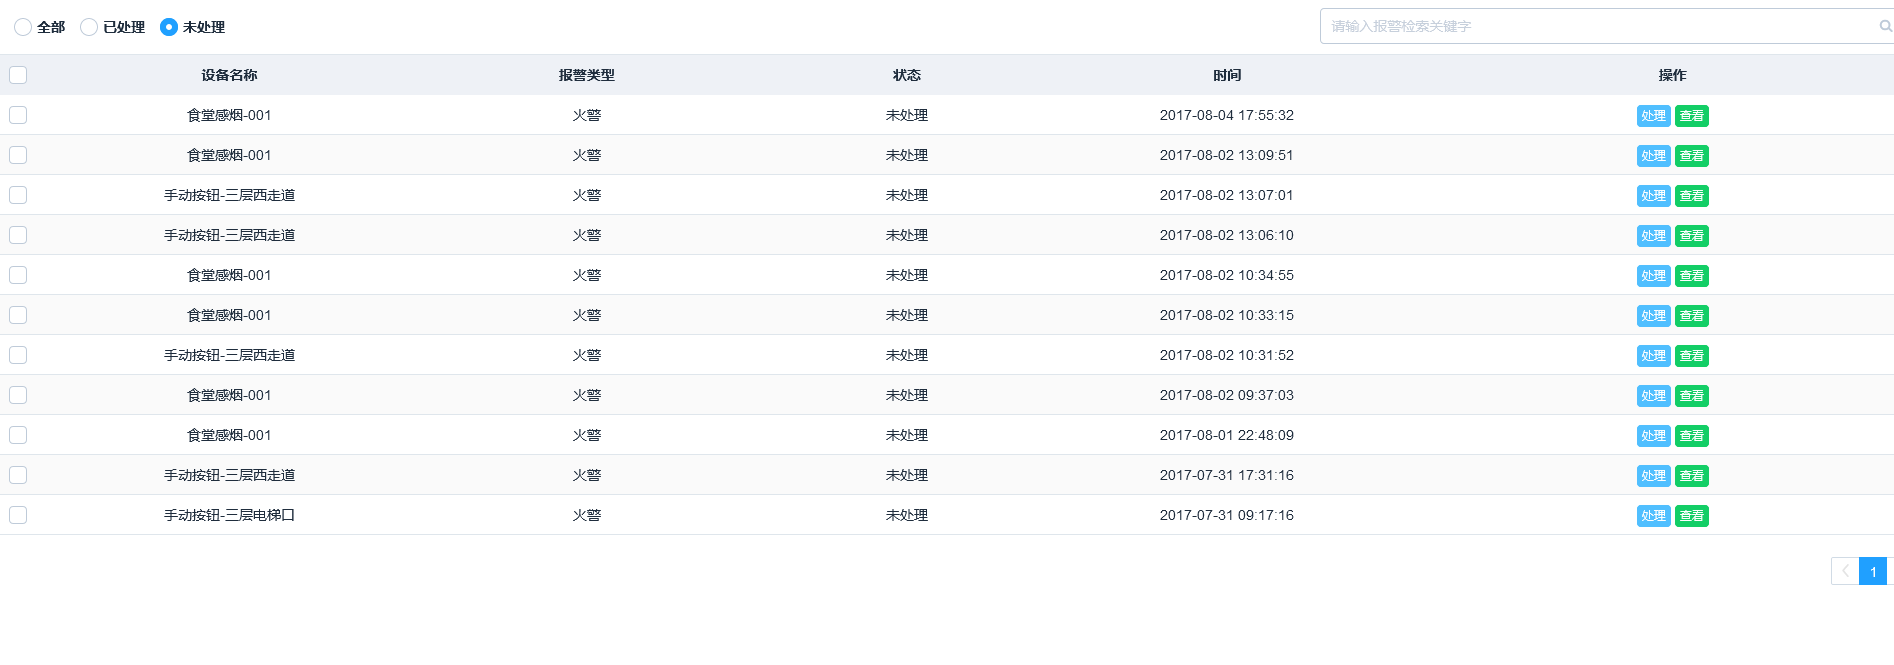 全部 已处理 未处理 请输入报警检索关键字
设备名称 报警类型 状态 时间 操作
食堂感烟-001 火警 未处理 2017-08-04 17:55:32 处理 查看
食堂感烟-001 火警 未处理 2017-08-02 13:09:51 处理 查看
手动按钮-三层西走道 火警 未处理 2017-08-02 13:07:01 处理 查看
手动按钮-三层西走道 火警 未处理 2017-08-02 13:06:10 处理 查看
食堂感烟-001 火警 未处理 2017-08-02 10:34:55 处理 查看
食堂感烟-001 火警 未处理 2017-08-02 10:33:15 处理 查看
手动按钮-三层西走道 火警 未处理 2017-08-02 10:31:52 处理 查看
食堂感烟-001 火警 未处理 2017-08-02 09:37:03 处理 查看
食堂感烟-001 火警 未处理 2017-08-01 22:48:09 处理 查看
手动按钮-三层西走道 火警 未处理 2017-07-31 17:31:16 处理 查看
手动按钮-三层电梯口 火警 未处理 2017-07-31 09:17:16 处理 查看
1